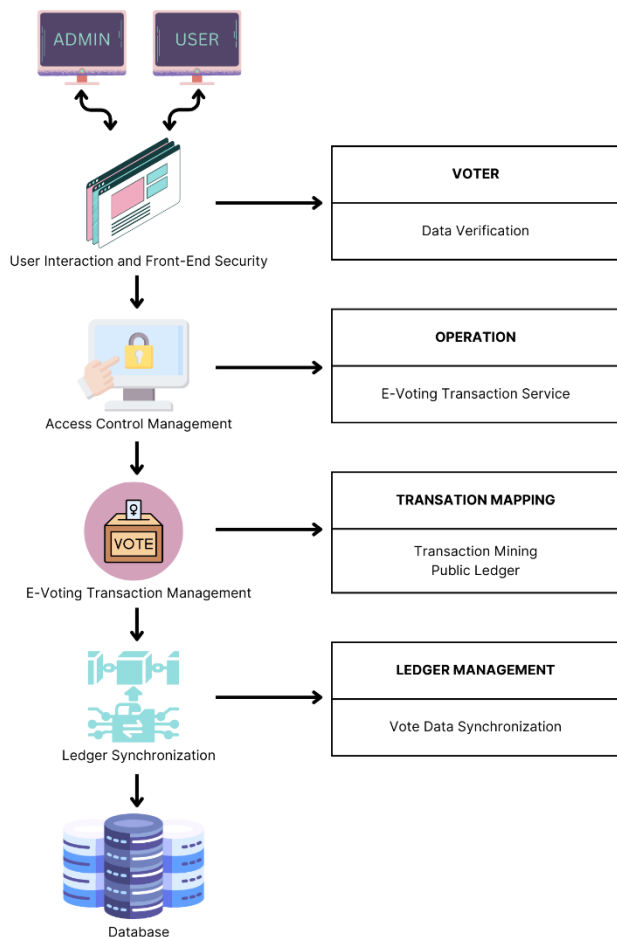 ADMIN
USER
VOTER
Data Verification
User Interaction and Front-End Security
OPERATION
E-Voting Transaction Service
Access Control Management
TRANSATION MAPPING
Transaction Mining
Public Ledger
VOTE
E-Voting Transaction Management
LEDGER MANAGEMENT
Vote Data Synchronization
Ledger Synchronization
Database